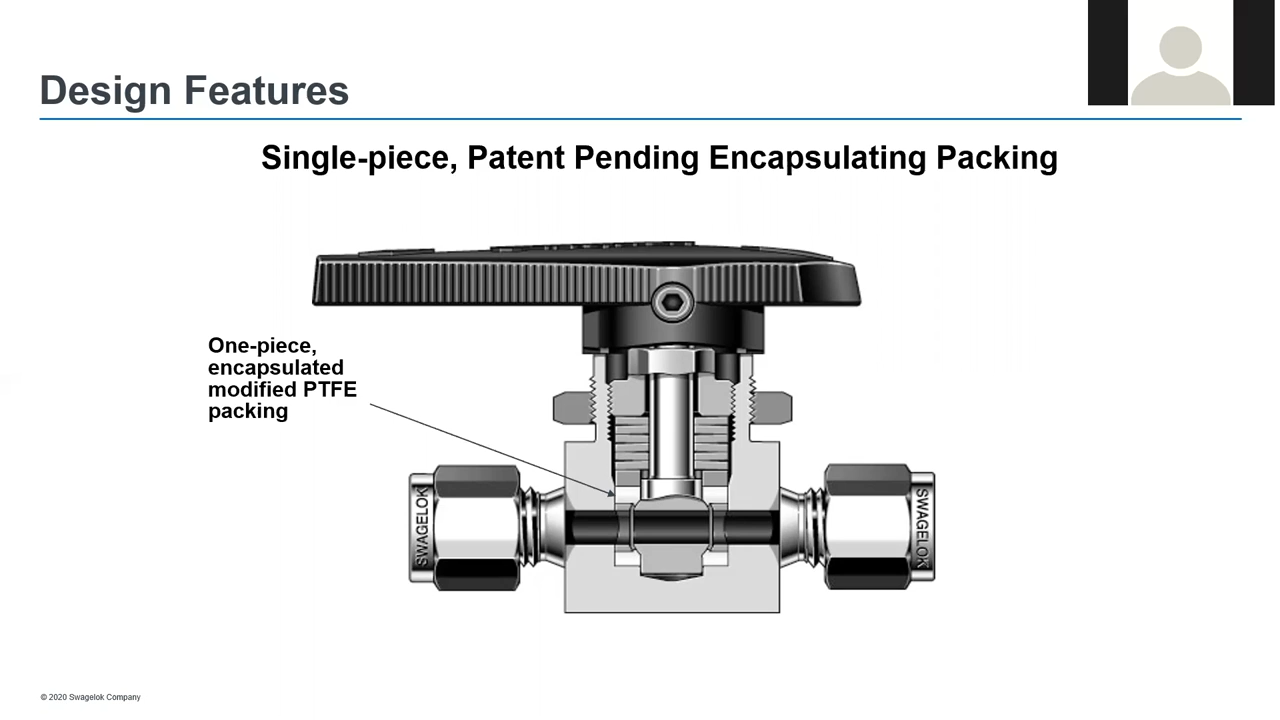 Design Features
Single-piece, Patent Pending Encapsulating Packing
One-piece,
encapsulated
modified PTFE
packing
SWAGELOK
SWAGELOK
© 2020 Swagelok Company